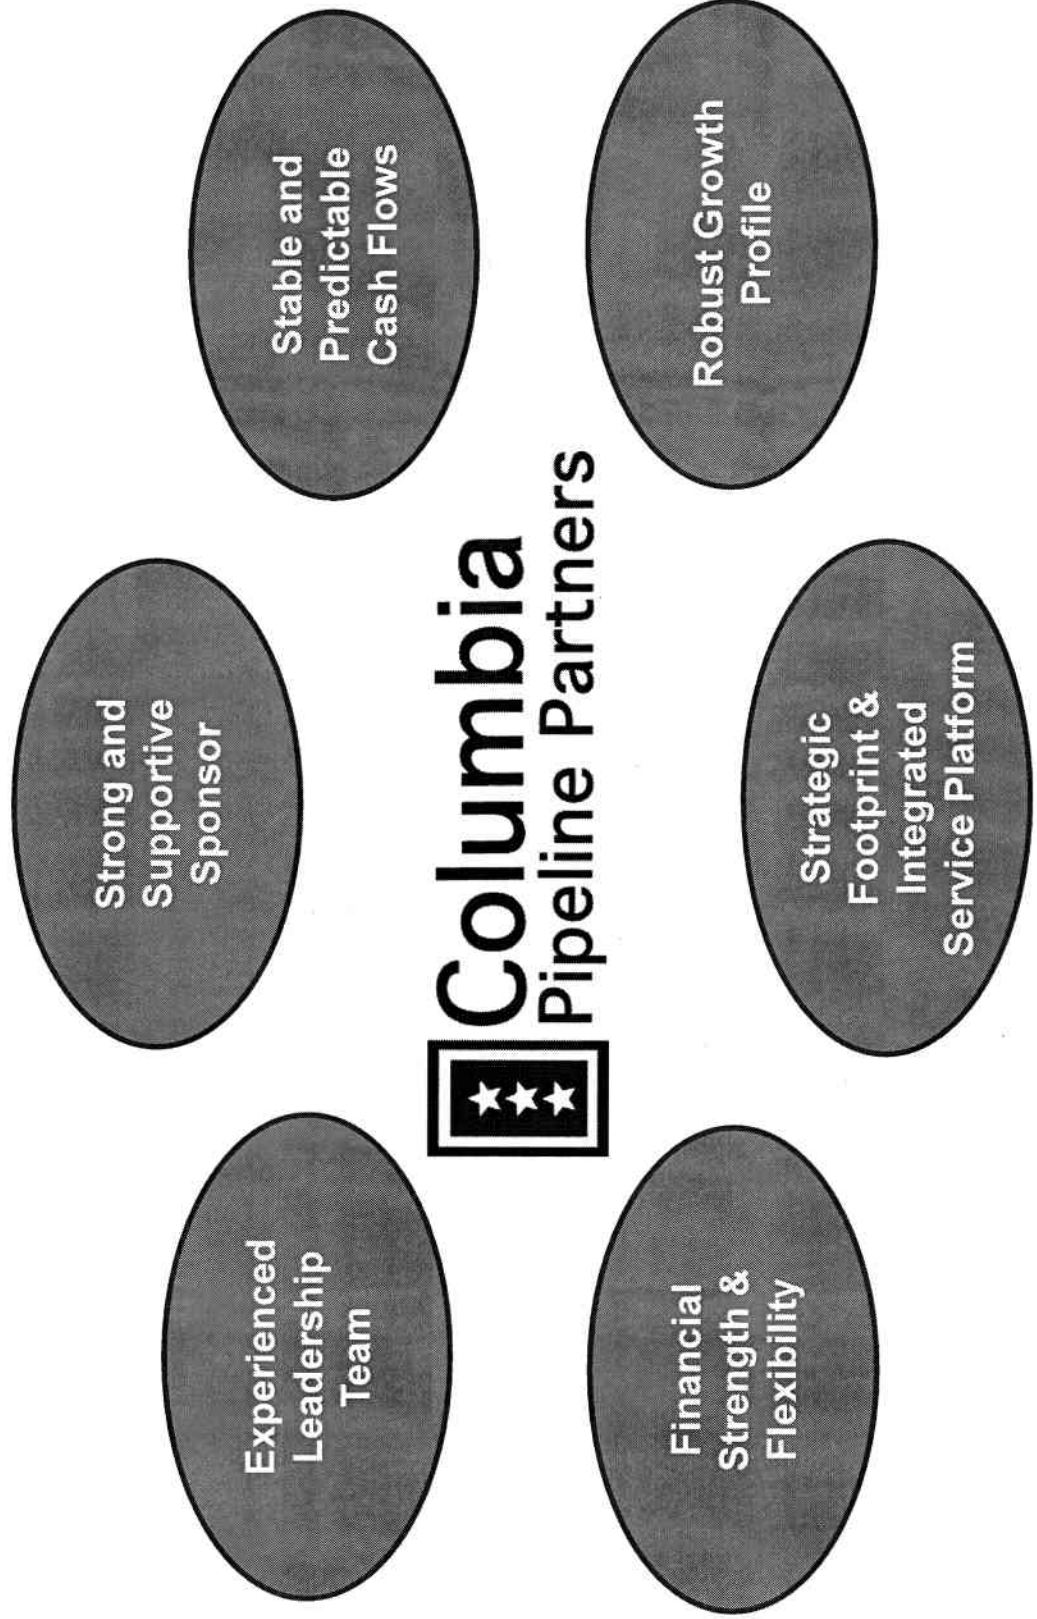 Experienced
Leadership
Team
Strong and
Supportive
Sponsor
Stable and
Predictable
Cash Flows
Columbia
Pipeline Partners
Financial
Strength &
Flexibility
Strategic
Footprint &
Integrated
Service Platform
Robust Growth
Profile